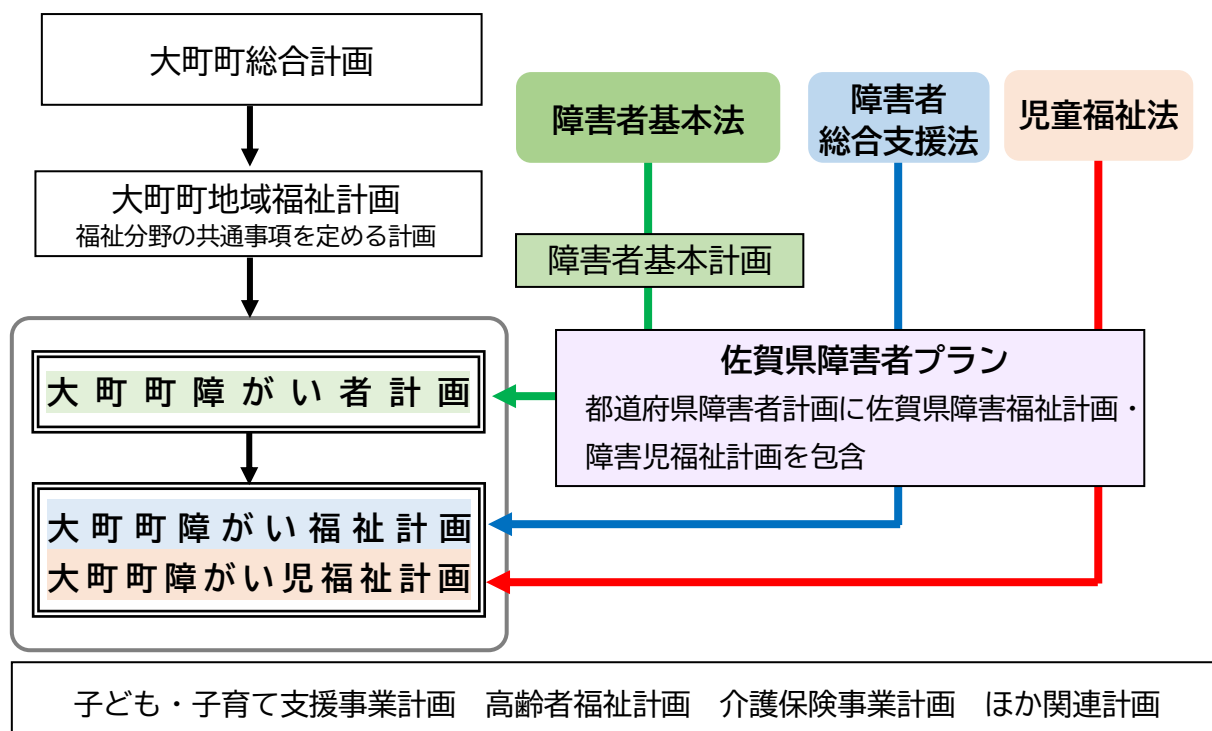 大町町総合計画
大町町地域福祉計画
福祉分野の共通事項を定める計画
障害者基本法
障害者
総合支援法
児童福祉法
障害者基本計画
佐賀県障害者プラン
都道府県障害者計画に佐賀県障害福祉計画・
障害児福祉計画を包含
大町町障がい者計画
大町町障がい福祉計画
大町町障がい児福祉計画
子ども・子育て支援事業計画　高齢者福祉計画　介護保険事業計画　ほか関連計画